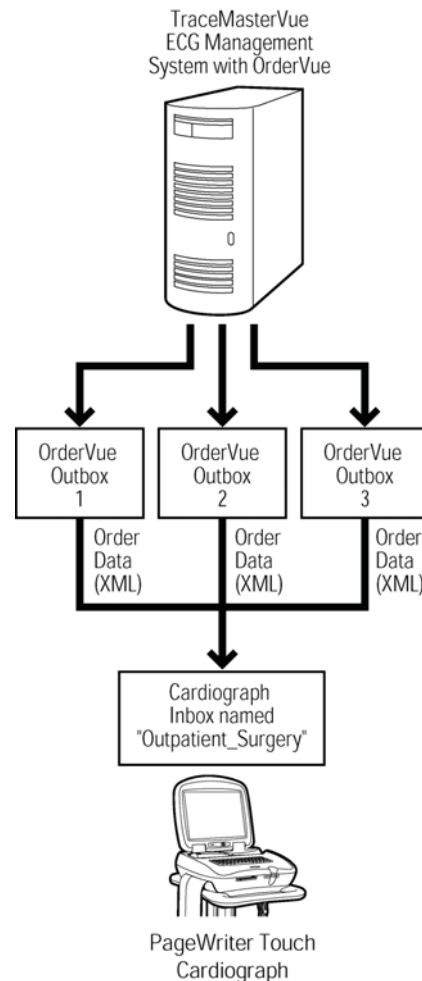 TraceMasterVue
ECG Management
System with OrderVue
OrderVue
Outbox
1
OrderVue
Outbox
2
OrderVue
Outbox
3
Order
Data
(XML)
Order
Data
(XML)
Order
Data
(XML)
Cardiograph
Inbox named
"Outpatient_Surgery"
PageWriter Touch
Cardiograph